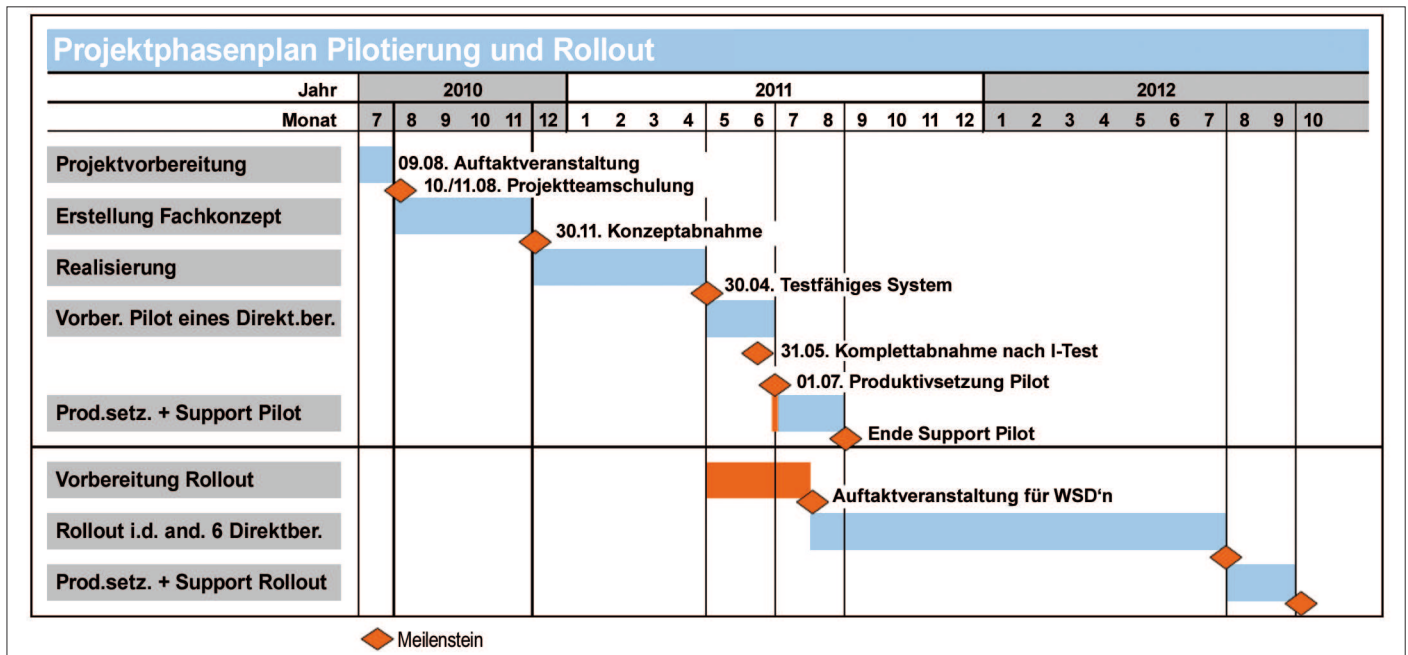 Projektphasenplan Pilotierung und Rollout
Jahr 2010 2011 2012
Monat 7 8 9 10 11 12 1 2 3 4 5 6 7 8 9 10 11 12 1 2 3 4 5 6 7 8 9 10
Projektvorbereitung 09.08. Auftaktveranstaltung
10./11.08. Projektteamschulung
Erstellung Fachkonzept
30.11. Konzeptabnahme
Realisierung
30.04. Testfähiges System
Vorber. Pilot eines Direkt.ber.
31.05. Komplettabnahme nach I-Test
01.07. Produktivsetzung Pilot
Prod.setz. + Support Pilot
Ende Support Pilot
Vorbereitung Rollout
Auftaktveranstaltung für WSD‘n
Rollout i.d. and. 6 Direktber.
Prod.setz. + Support Rollout
Meilenstein